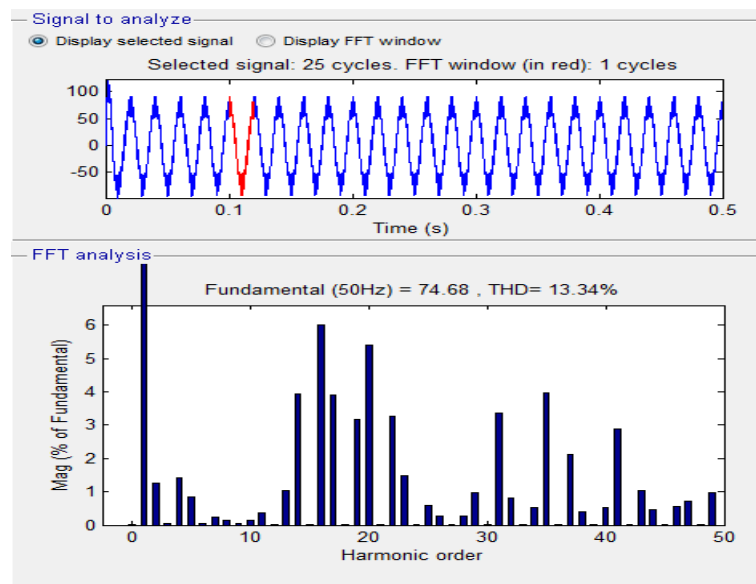 Signal to analyze
Display selected signal Display FFT window
Selected signal: 25 cycles. FFT window (in red): 1 cycles
100
50
0
-50
0 0.1 0.2 0.3 0.4 0.5
Time (s)
FFT analysis
Fundamental (50Hz) = 74.68 , THD= 13.34%
Mag (% of Fundamental)
6
5
4
3
2
1
0
0 10 20 30 40 50
Harmonic order